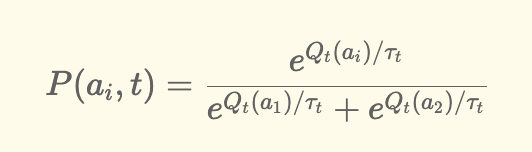 P(a_i, t) = \frac{e^{Q_t(a_i)/\tau_t}}{e^{Q_t(a_1)/\tau_t} + e^{Q_t(a_2)/\tau_t}}